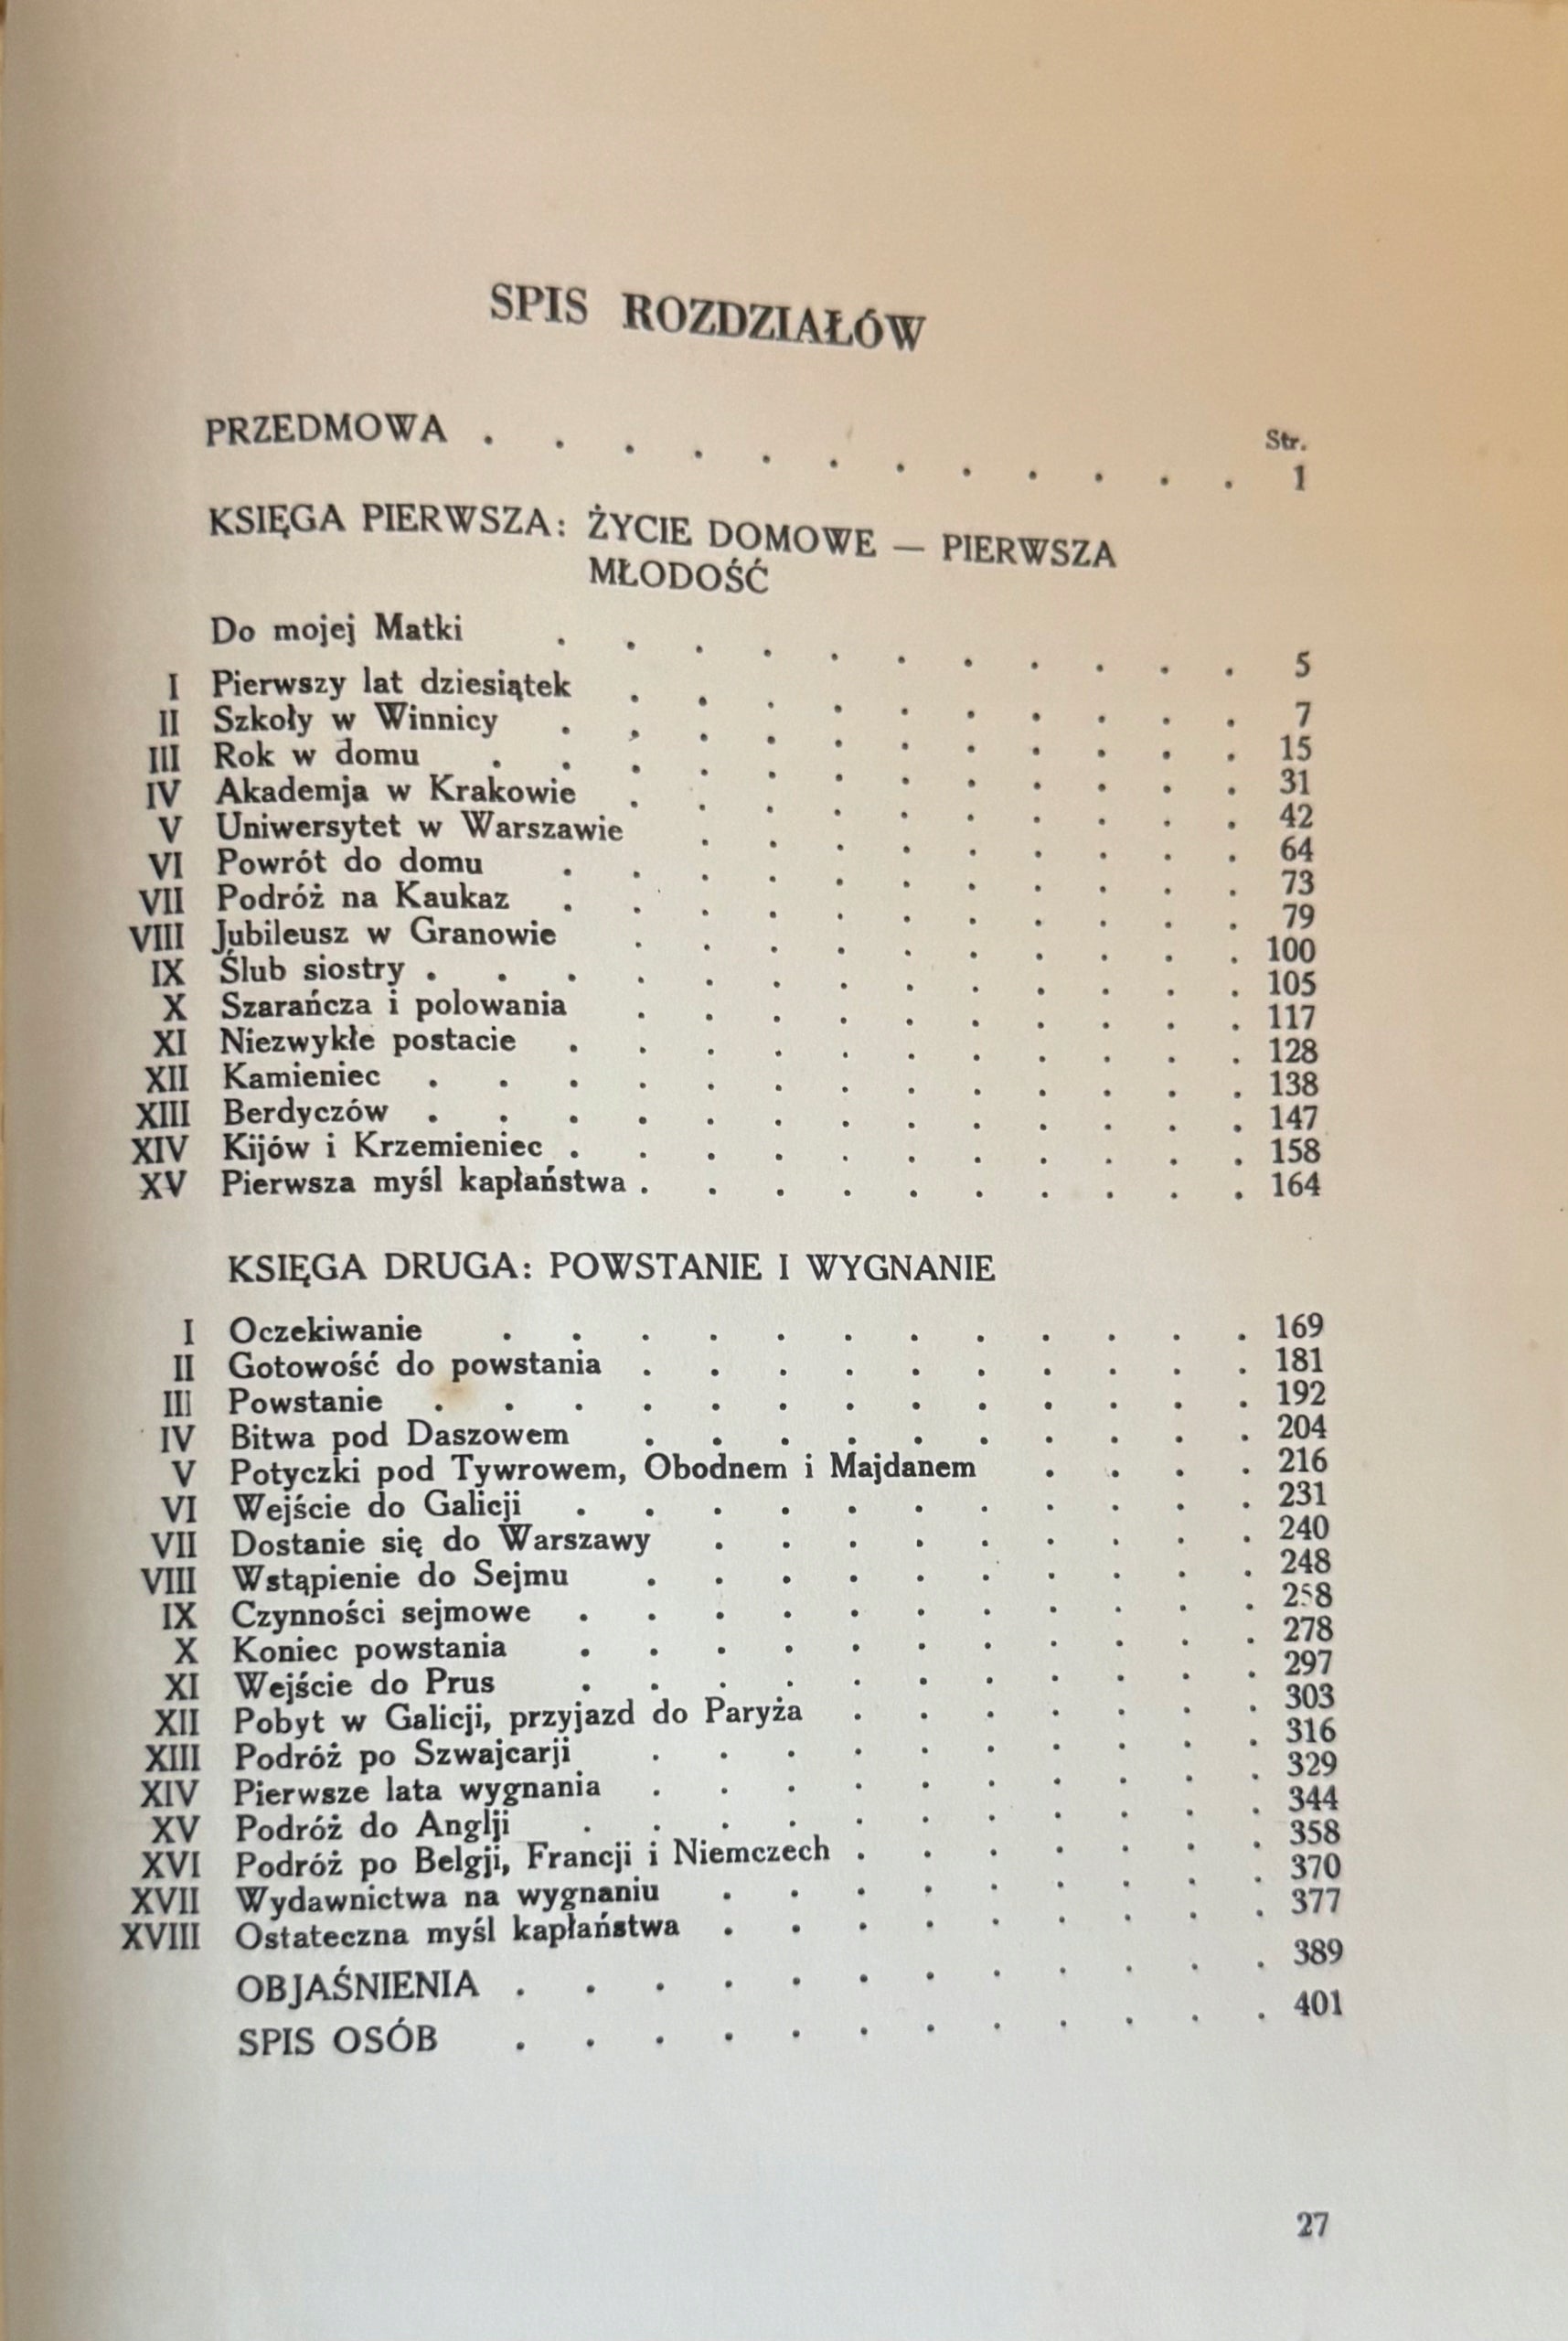 SPIS ROZDZIAŁÓW
Str.
PRZEDMOWA . . . . . . . . . . . . 1
KSIĘGA PIERWSZA: ŻYCIE DOMOWE — PIERWSZA
MŁODOŚĆ
Do mojej Matki . . . . . . . . . . . 5
I Pierwszy lat dziesiątek . . . . . . . . . . 7
II Szkoły w Winnicy . . . . . . . . . . . 15
III Rok w domu . . . . . . . . . . . . 31
IV Akademja w Krakowie . . . . . . . . . . 42
V Uniwersytet w Warszawie . . . . . . . . . 64
VI Powrót do domu . . . . . . . . . . . 73
VII Podróż na Kaukaz . . . . . . . . . . . 79
VIII Jubileusz w Granowie . . . . . . . . . . 100
IX Ślub siostry . . . . . . . . . . . . . 105
X Szarańcza i polowania . . . . . . . . . . 117
XI Niezwykłe postacie . . . . . . . . . . . 128
XII Kamieniec . . . . . . . . . . . . . 138
XIII Berdyczów . . . . . . . . . . . . . 147
XIV Kijów i Krzemieniec . . . . . . . . . . . 158
XV Pierwsza myśl kapłaństwa . . . . . . . . . . 164
KSIĘGA DRUGA: POWSTANIE I WYGNANIE
I Oczekiwanie . . . . . . . . . . . . 169
II Gotowość do powstania . . . . . . . . . . 181
III Powstanie . . . . . . . . . . . . . 192
IV Bitwa pod Daszowem . . . . . . . . . . 204
V Potyczki pod Tywrowem, Obodnem i Majdanem . . . . 216
VI Wejście do Galicji . . . . . . . . . . . 231
VII Dostanie się do Warszawy . . . . . . . . . 240
VIII Wstąpienie do Sejmu . . . . . . . . . . 248
IX Czynności sejmowe . . . . . . . . . . . 258
X Koniec powstania . . . . . . . . . . . 278
XI Wejście do Prus . . . . . . . . . . . 297
XII Pobyt w Galicji, przyjazd do Paryża . . . . . . . 303
XIII Podróż po Szwajcarji . . . . . . . . . . 316
XIV Pierwsze lata wygnania . . . . . . . . . . 329
XV Podróż do Anglji . . . . . . . . . . . 344
XVI Podróż po Belgji, Francji i Niemczech . . . . . . . 358
XVII Wydawnictwa na wygnaniu . . . . . . . . . 370
XVIII Ostateczna myśl kapłaństwa . . . . . . . . . 377
OBJAŚNIENIA . . . . . . . . . . . . 389
SPIS OSÓB . . . . . . . . . . . . 401
27